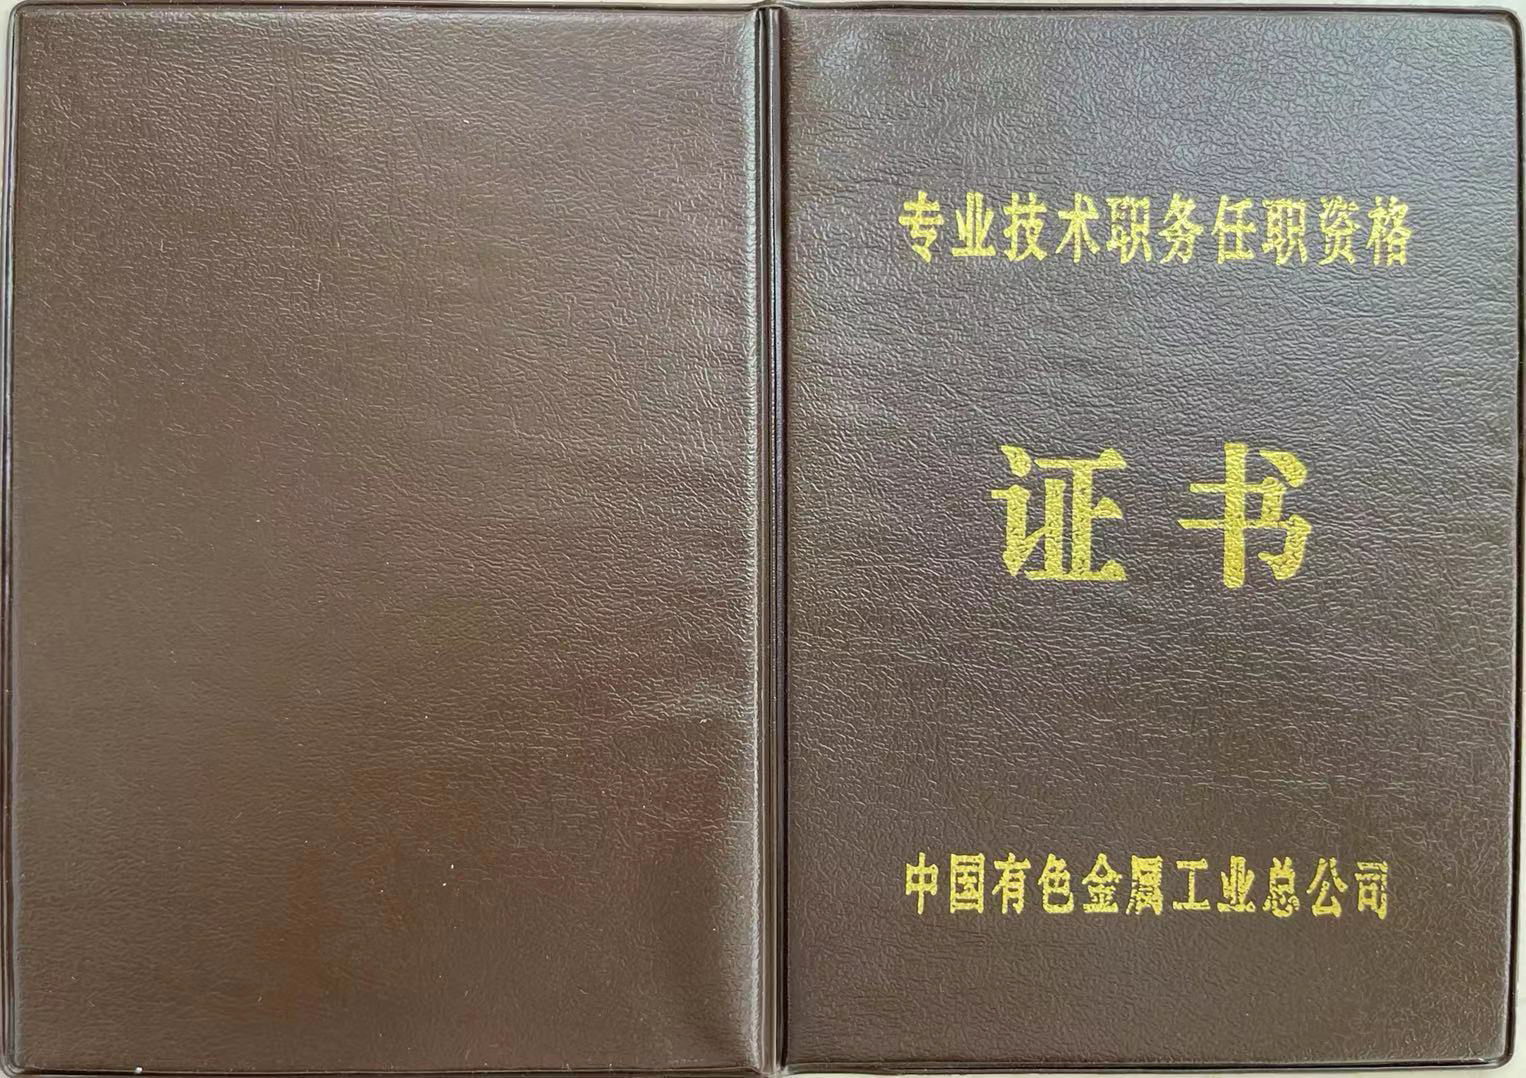 专业技术职务任职资格
证书
中国有色金属工业总公司